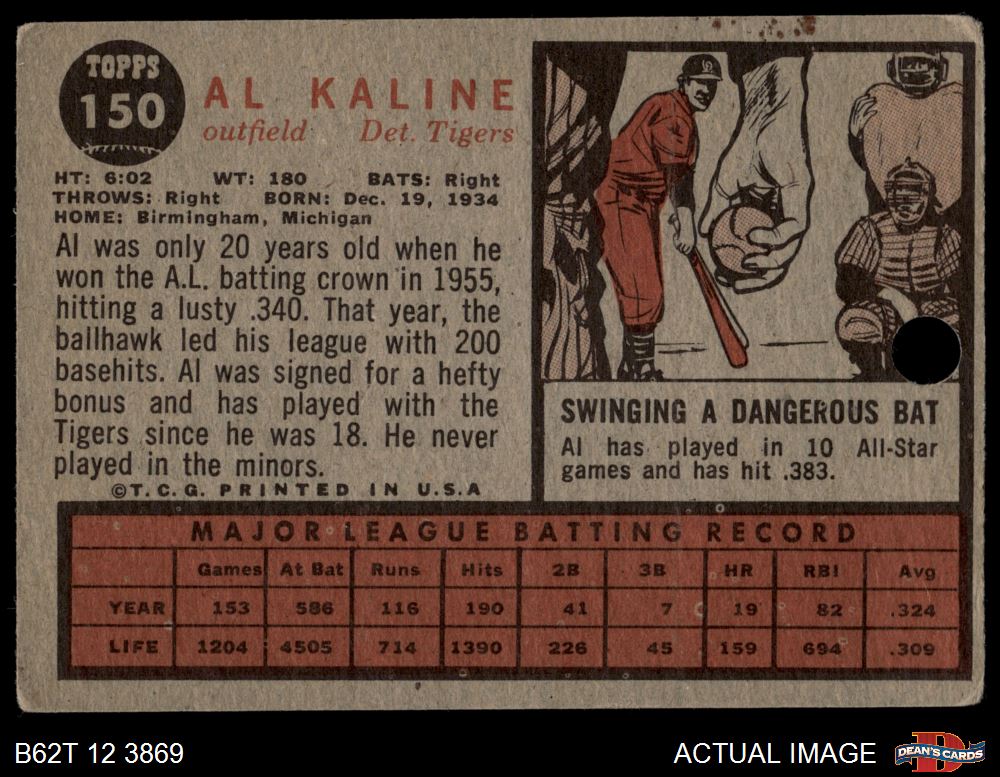 TOPPS
150
AL KALINE
outfield Det. Tigers
HT: 6:02 WT: 180 BATS: Right
THROWS: Right BORN: Dec. 19, 1934
HOME: Birmingham, Michigan
Al was only 20 years old when he
won the A.L. batting crown in 1955,
hitting a lusty .340. That year, the
ballhawk led his league with 200
basehits. Al was signed for a hefty
bonus and has played with the
Tigers since he was 18. He never
played in the minors.
©T.C.G. PRINTED IN U.S.A
SWINGING A DANGEROUS BAT
Al has played in 10 All-Star
games and has hit .383.
MAJOR LEAGUE BATTING RECORD
Games At Bat Runs Hits 2B 3B HR RBI Avg
YEAR 153 586 116 190 41 7 19 82 .324
LIFE 1204 4505 714 1390 226 45 159 694 .309
B62T 12 3869
ACTUAL IMAGE
D
DEAN'S CARDS